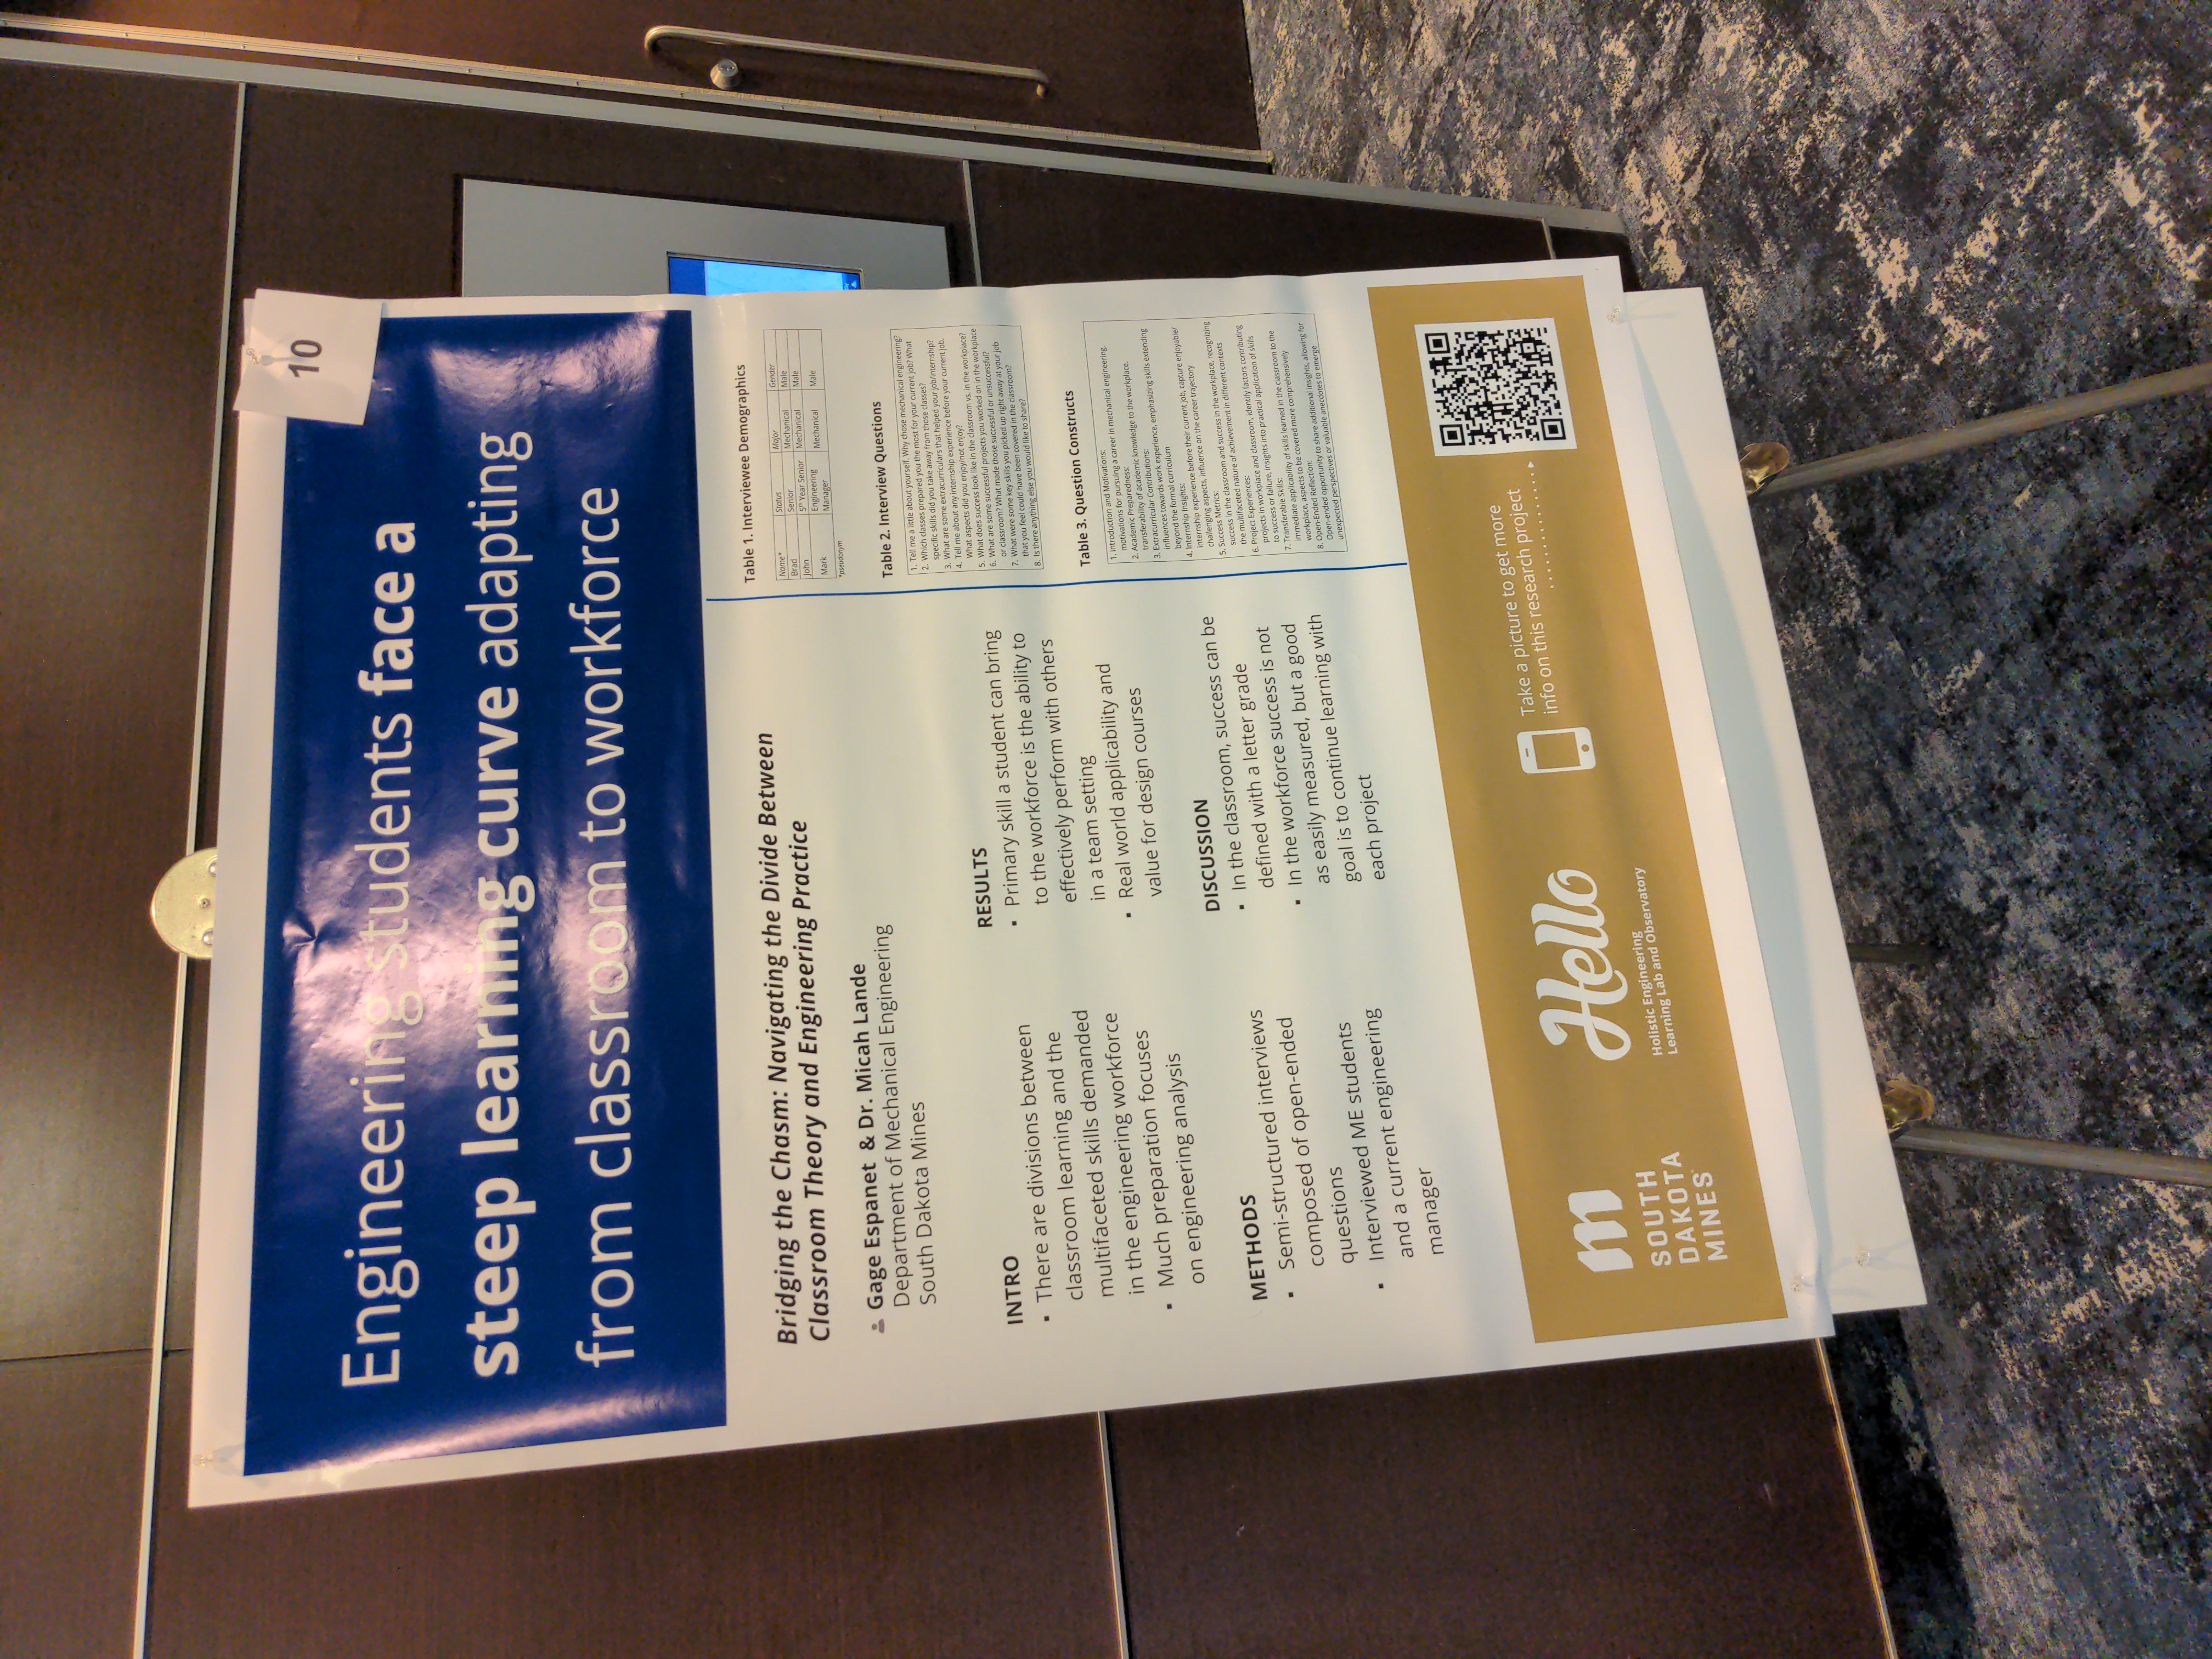 10
Engineering students face a
steep learning curve adapting
from classroom to workforce
Bridging the Chasm: Navigating the Divide Between
Classroom Theory and Engineering Practice
Gage Espanet & Dr. Micah Lande
Department of Mechanical Engineering
South Dakota Mines
INTRO
▪ There are divisions between
classroom learning and the
multifaceted skills demanded
in the engineering workforce
▪ Much preparation focuses
on engineering analysis
METHODS
▪ Semi-structured interviews
composed of open-ended
questions
▪ Interviewed ME students
and a current engineering
manager
RESULTS
▪ Primary skill a student can bring
to the workforce is the ability to
effectively perform with others
in a team setting
▪ Real world applicability and
value for design courses
DISCUSSION
▪ In the classroom, success can be
defined with a letter grade
▪ In the workforce success is not
as easily measured, but a good
goal is to continue learning with
each project
Table 1. Interviewee Demographics
Name* Status Major Gender
Brad Senior Mechanical Male
John 5th Year Senior Mechanical Male
Mark Engineering Manager Mechanical Male
*pseudonym
Table 2. Interview Questions
1. Tell me a little about yourself. Why chose mechanical engineering?
2. Which classes prepared you the most for your current job? What
specific skills did you take away from those classes?
3. What are some extracurriculars that helped your job/internship?
4. Tell me about any internship experience before your current job.
What aspects did you enjoy/not enjoy?
5. What does success look like in the classroom vs. in the workplace?
6. What are some successful projects you worked on in the workplace
or classroom? What made those successful or unsuccessful?
7. What were some key skills you picked up right away at your job
that you feel could have been covered in the classroom?
8. Is there anything else you would like to share?
Table 3. Question Constructs
1. Introduction and Motivations:
motivations for pursuing a career in mechanical engineering.
2. Academic Preparedness:
transferability of academic knowledge to the workplace.
3. Extracurricular Contributions:
influences towards work experience, emphasizing skills extending
beyond the formal curriculum
4. Internship Insights:
internship experience before their current job, capture enjoyable/
challenging aspects, influence on the career trajectory
5. Success Metrics:
success in the classroom and success in the workplace, recognizing
the multifaceted nature of achievement in different contexts
6. Project Experiences:
projects in workplace and classroom, identify factors contributing
to success or failure, insights into practical application of skills
7. Transferable Skills:
immediate applicability of skills learned in the classroom to the
workplace, aspects to be covered more comprehensively
8. Open-Ended Reflection:
Open-ended opportunity to share additional insights, allowing for
unexpected perspectives or valuable anecdotes to emerge
m
SOUTH
DAKOTA
MINES
Hello
Holistic Engineering
Learning Lab and Observatory
Take a picture to get more
info on this research project